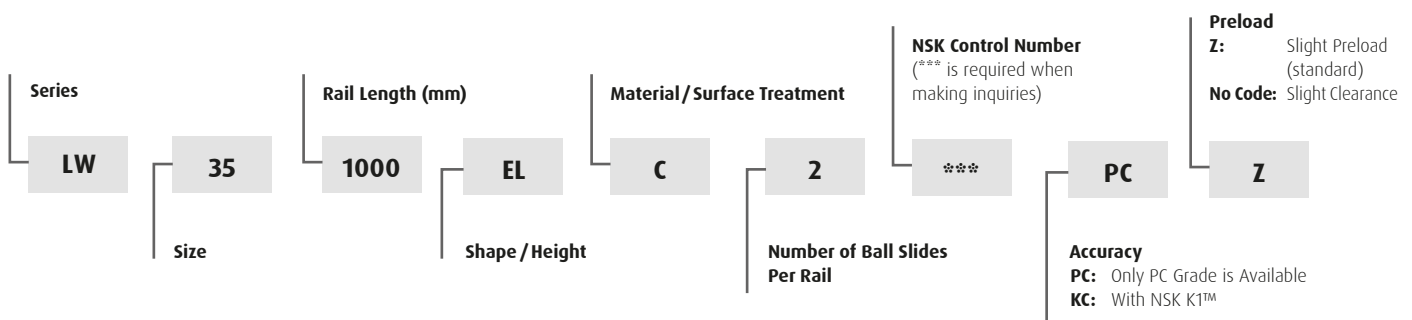 Preload
Z: Slight Preload
(standard)
No Code: Slight Clearance
NSK Control Number
(*** is required when
making inquiries)
Series
Rail Length (mm)
Material/Surface Treatment
LW 35 1000 EL C 2 *** PC Z
Size
Shape/Height
Number of Ball Slides
Per Rail
Accuracy
PC: Only PC Grade is Available
KC: With NSK K1™